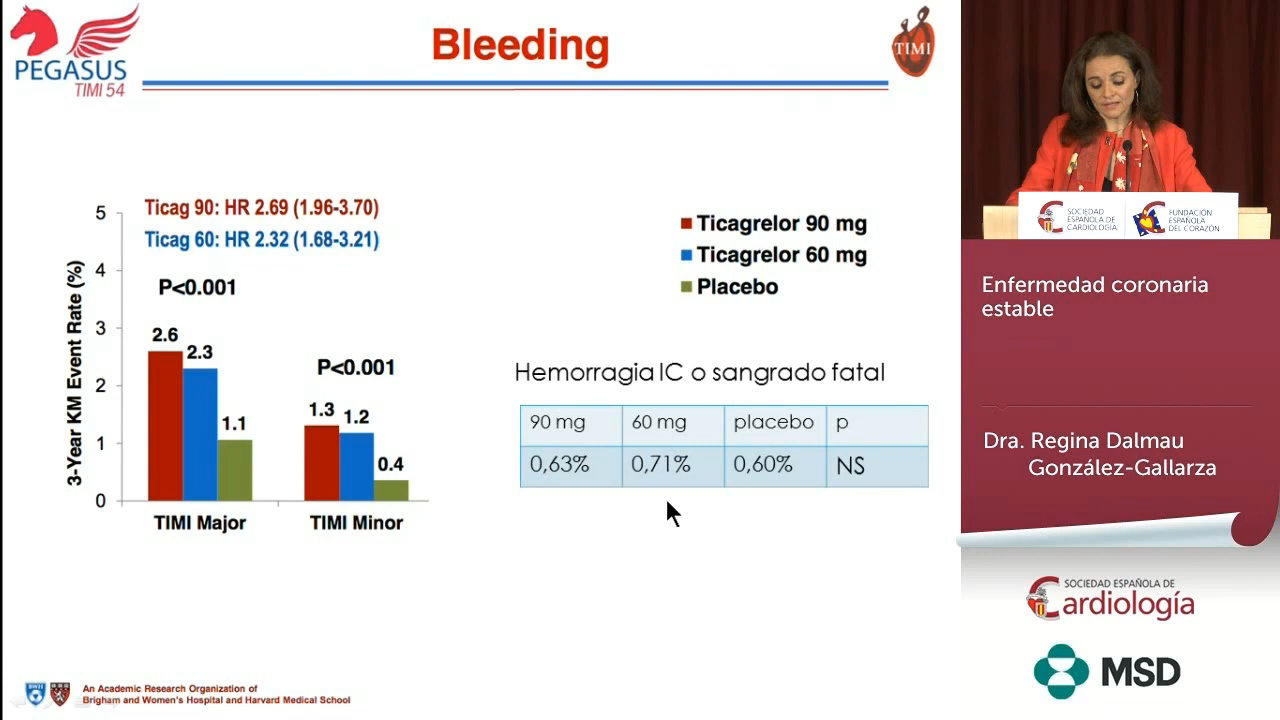 PEGASUS
TIMI 54
Bleeding
TIMI
Ticag 90: HR 2.69 (1.96-3.70)
Ticag 60: HR 2.32 (1.68-3.21)
P<0.001
P<0.001
3-Year KM Event Rate (%)
5
4
3
2
1
0
2.6
2.3
1.1
1.3
1.2
0.4
TIMI Major
TIMI Minor
Ticagrelor 90 mg
Ticagrelor 60 mg
Placebo
Hemorragia IC o sangrado fatal
90 mg 60 mg placebo p
0,63% 0,71% 0,60% NS
An Academic Research Organization of
Brigham and Women's Hospital and Harvard Medical School
SOCIEDAD
ESPAÑOLA DE
CARDIOLOGÍA
FUNDACIÓN
ESPAÑOLA
DEL CORAZÓN
Enfermedad coronaria
estable
Dra. Regina Dalmau
González-Gallarza
SOCIEDAD ESPAÑOLA DE
Cardiología
MSD